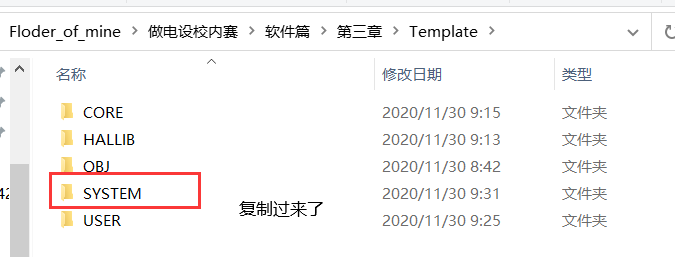 Floder_of_mine > 做电设校内赛 > 软件篇 > 第三章 > Template >
名称 修改日期 类型
CORE 2020/11/30 9:15 文件夹
HALLIB 2020/11/30 9:13 文件夹
OBJ 2020/11/30 8:42 文件夹
42 SYSTEM 2020/11/30 9:31 文件夹
复制过来了
USER 2020/11/30 9:25 文件夹